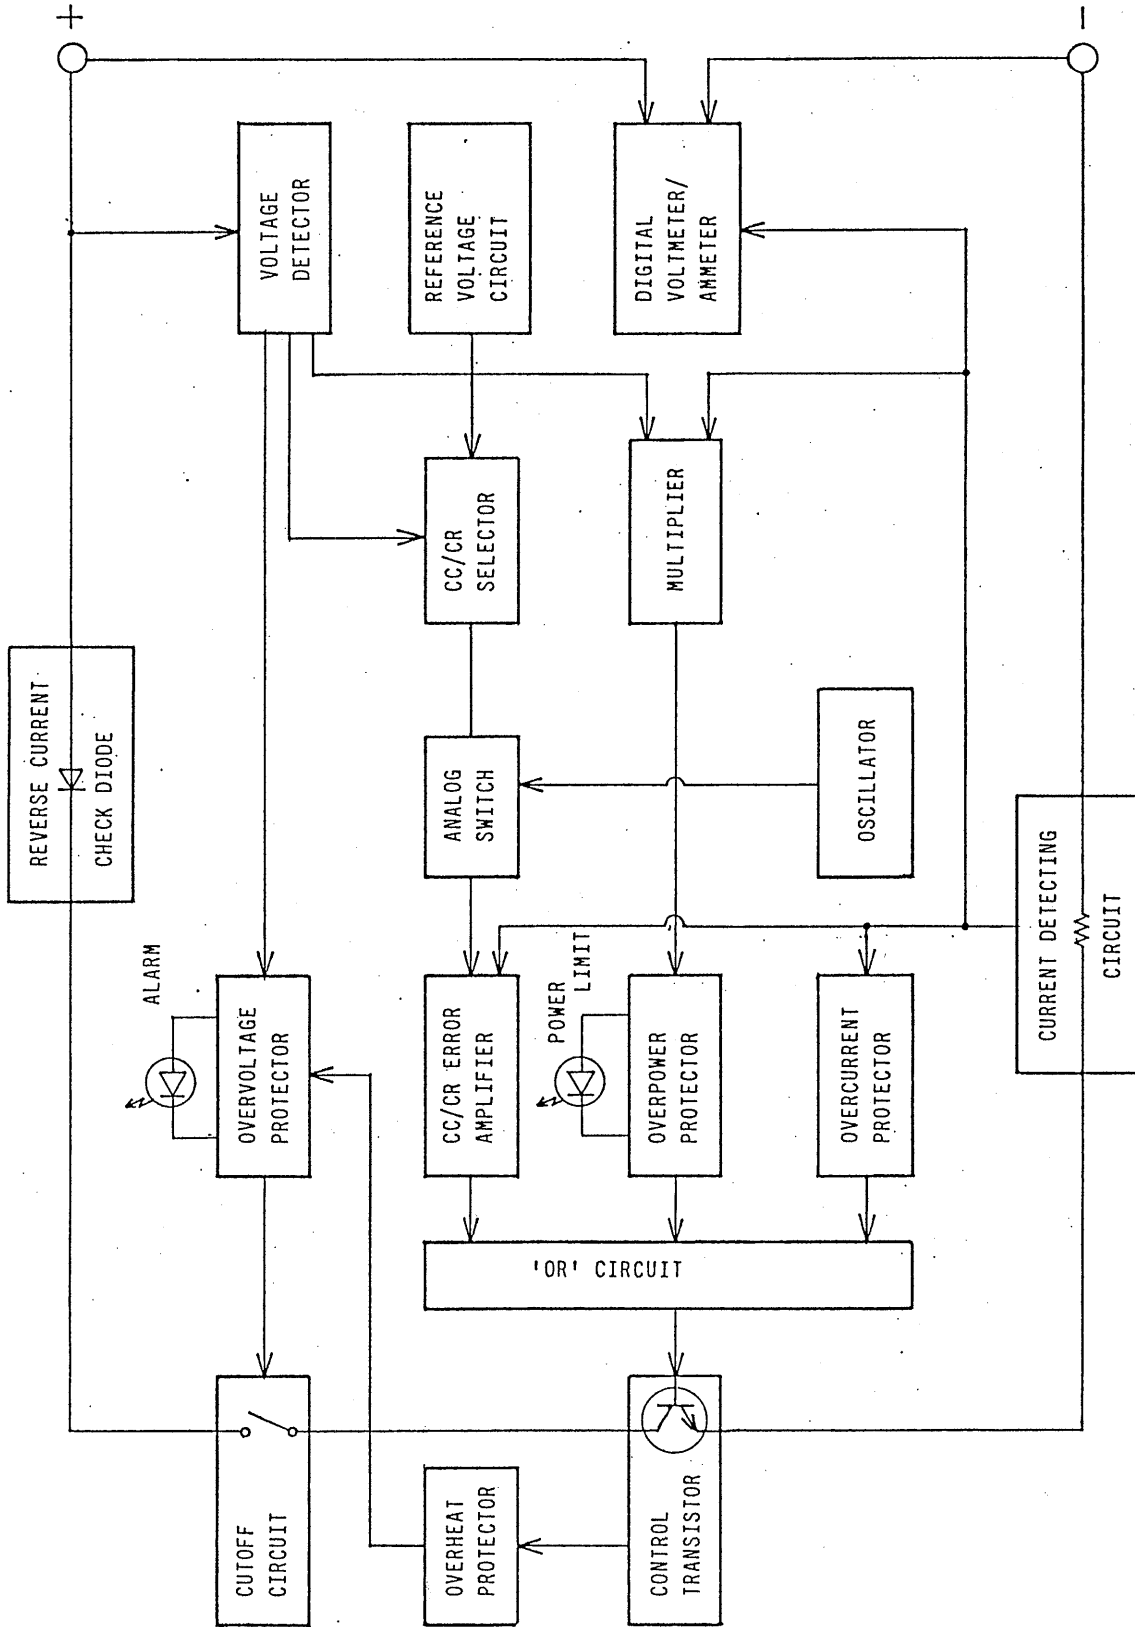 REVERSE CURRENT
CHECK DIODE
+
ALARM
CUTOFF
CIRCUIT
OVERVOLTAGE
PROTECTOR
VOLTAGE
DETECTOR
OVERHEAT
PROTECTOR
CC/CR ERROR
AMPLIFIER
ANALOG
SWITCH
CC/CR
SELECTOR
REFERENCE
VOLTAGE
CIRCUIT
'OR' CIRCUIT
POWER
LIMIT
CONTROL
TRANSISTOR
OVERPOWER
PROTECTOR
MULTIPLIER
DIGITAL
VOLTMETER/
AMMETER
OVERCURRENT
PROTECTOR
OSCILLATOR
CURRENT DETECTING
CIRCUIT
−